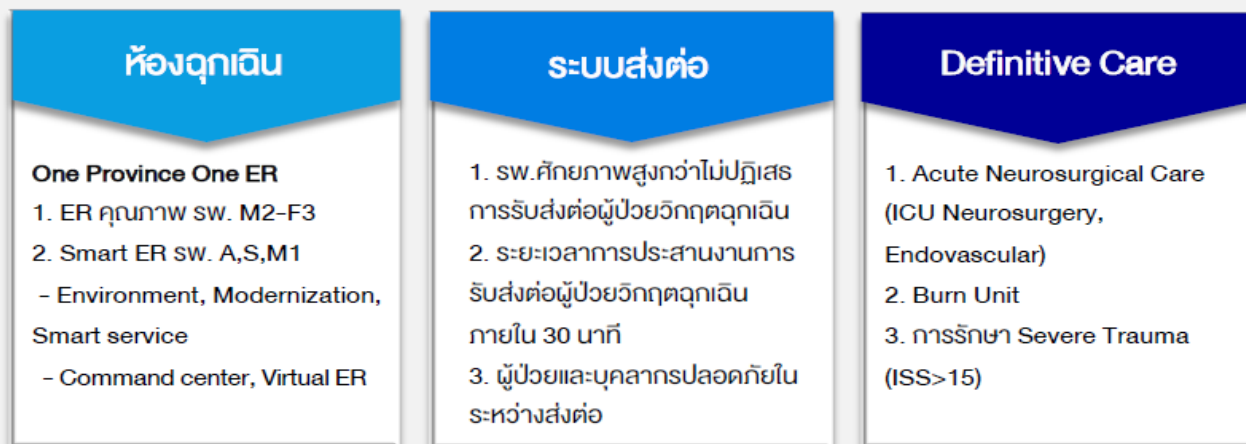 ห้องฉุกเฉิน
One Province One ER
1. ER คุณภาพ รพ. M2-F3
2. Smart ER รพ. A,S,M1
- Environment, Modernization,
Smart service
- Command center, Virtual ER
ระบบส่งต่อ
1. รพ.ศักยภาพสูงกว่าไม่ปฏิเสธ
การรับส่งต่อผู้ป่วยวิกฤตฉุกเฉิน
2. ระยะเวลาการประสานงานการ
รับส่งต่อผู้ป่วยวิกฤตฉุกเฉิน
ภายใน 30 นาที
3. ผู้ป่วยและบุคลากรปลอดภัยใน
ระหว่างส่งต่อ
Definitive Care
1. Acute Neurosurgical Care
(ICU Neurosurgery,
Endovascular)
2. Burn Unit
3. การรักษา Severe Trauma
(ISS>15)